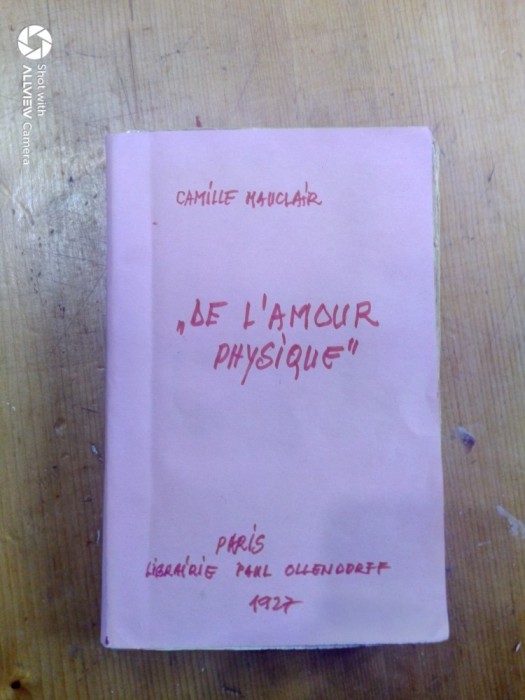 Shot with
ALLVIEW Camera
CAMILLE MAUCLAIR
„DE L'AMOUR
PHYSIQUE"
PARIS
LIBRAIRIE PAUL OLLENDORFF
1927